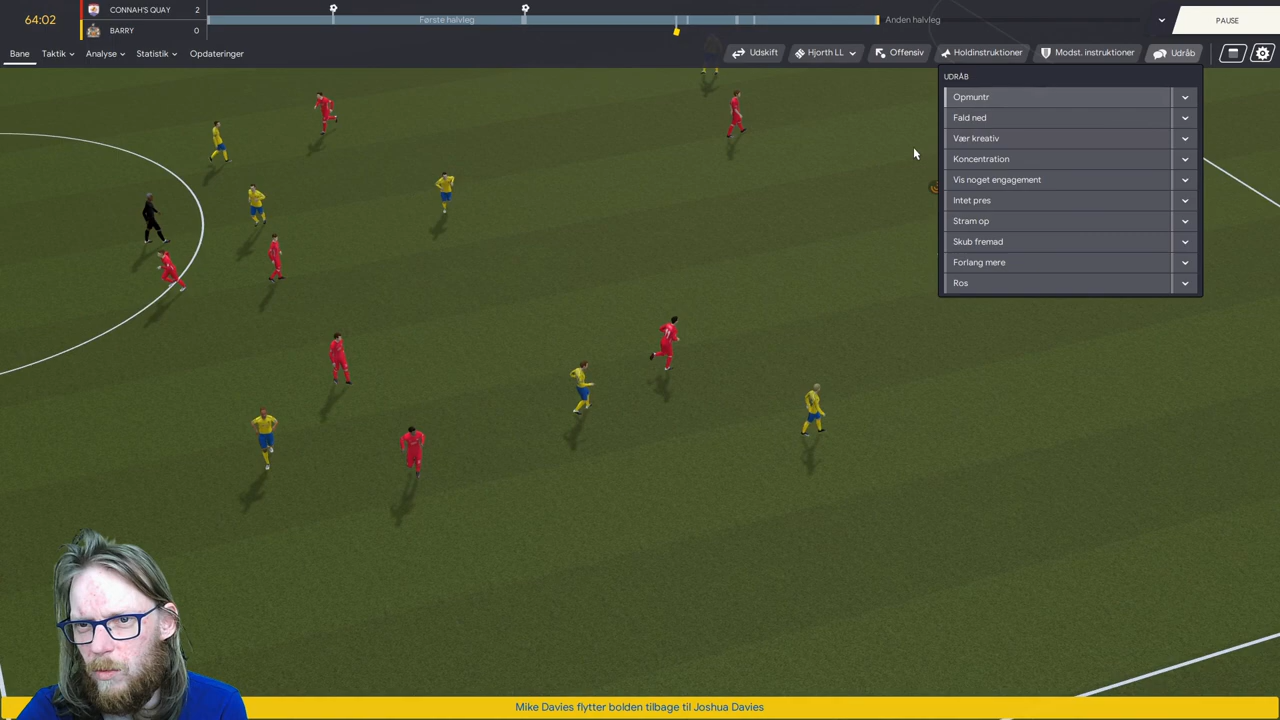 64:02
CONNAH'S QUAY 2
BARRY 0
Første halvleg
Anden halvleg
PAUSE
Bane
Taktik
Analyse
Statistik
Opdateringer
Udskift
Hjorth LL
Offensiv
Holdinstruktioner
Modst. instruktioner
Udråb
UDRÅB
Opmuntr
Fald ned
Vær kreativ
Koncentration
Vis noget engagement
Intet pres
Stram op
Skub fremad
Forlang mere
Ros
Mike Davies flytter bolden tilbage til Joshua Davies